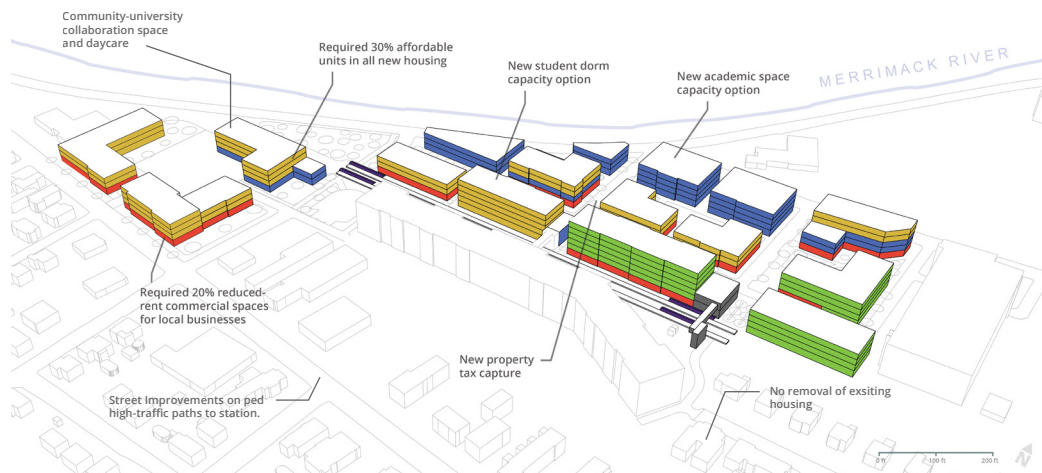 Community-university
collaboration space
and daycare
Required 30% affordable
units in all new housing
New student dorm
capacity option
New academic space
capacity option
MERRIMACK RIVER
Required 20% reduced-
rent commercial spaces
for local businesses
New property
tax capture
Street Improvements on ped
high-traffic paths to station.
No removal of exsiting
housing
0 ft
100 ft
200 ft
N